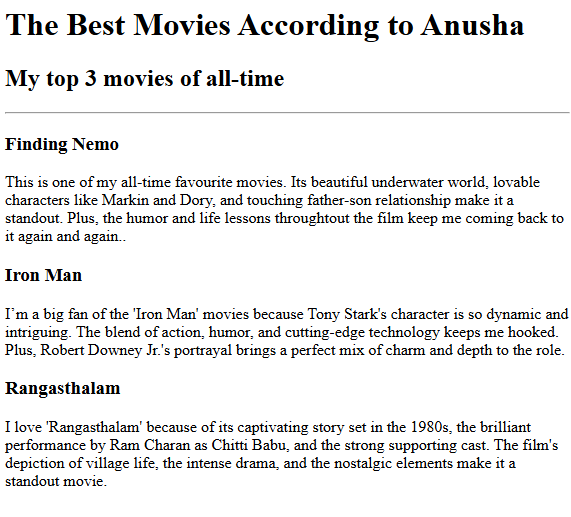 The Best Movies According to Anusha
My top 3 movies of all-time
Finding Nemo
This is one of my all-time favourite movies. Its beautiful underwater world, lovable
characters like Markin and Dory, and touching father-son relationship make it a
standout. Plus, the humor and life lessons throughtout the film keep me coming back to
it again and again..
Iron Man
I’m a big fan of the 'Iron Man' movies because Tony Stark's character is so dynamic and
intriguing. The blend of action, humor, and cutting-edge technology keeps me hooked.
Plus, Robert Downey Jr.'s portrayal brings a perfect mix of charm and depth to the role.
Rangasthalam
I love 'Rangasthalam' because of its captivating story set in the 1980s, the brilliant
performance by Ram Charan as Chitti Babu, and the strong supporting cast. The film's
depiction of village life, the intense drama, and the nostalgic elements make it a
standout movie.